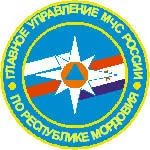 ГЛАВНОЕ УПРАВЛЕНИЕ МЧС РОССИИ
ПО РЕСПУБЛИКЕ МОРДОВИЯ